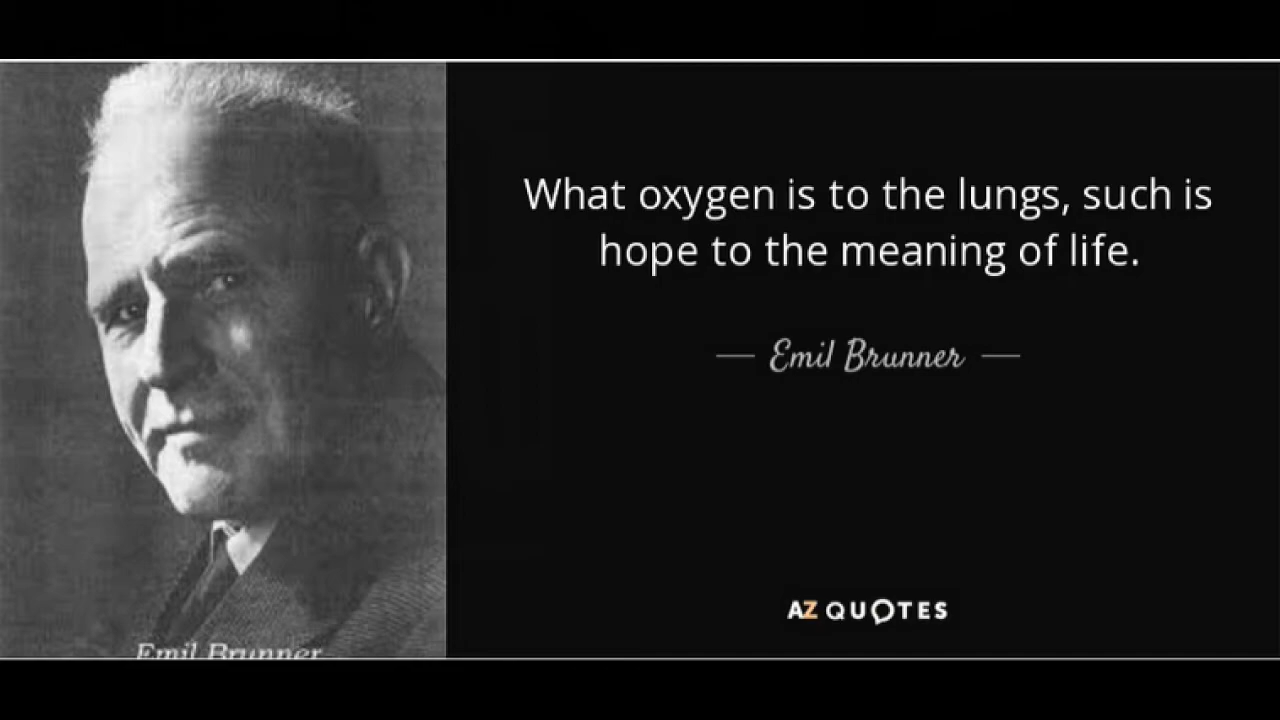 What oxygen is to the lungs, such is
hope to the meaning of life.
Emil Brunner
AZ QUOTES
Emil Brunner